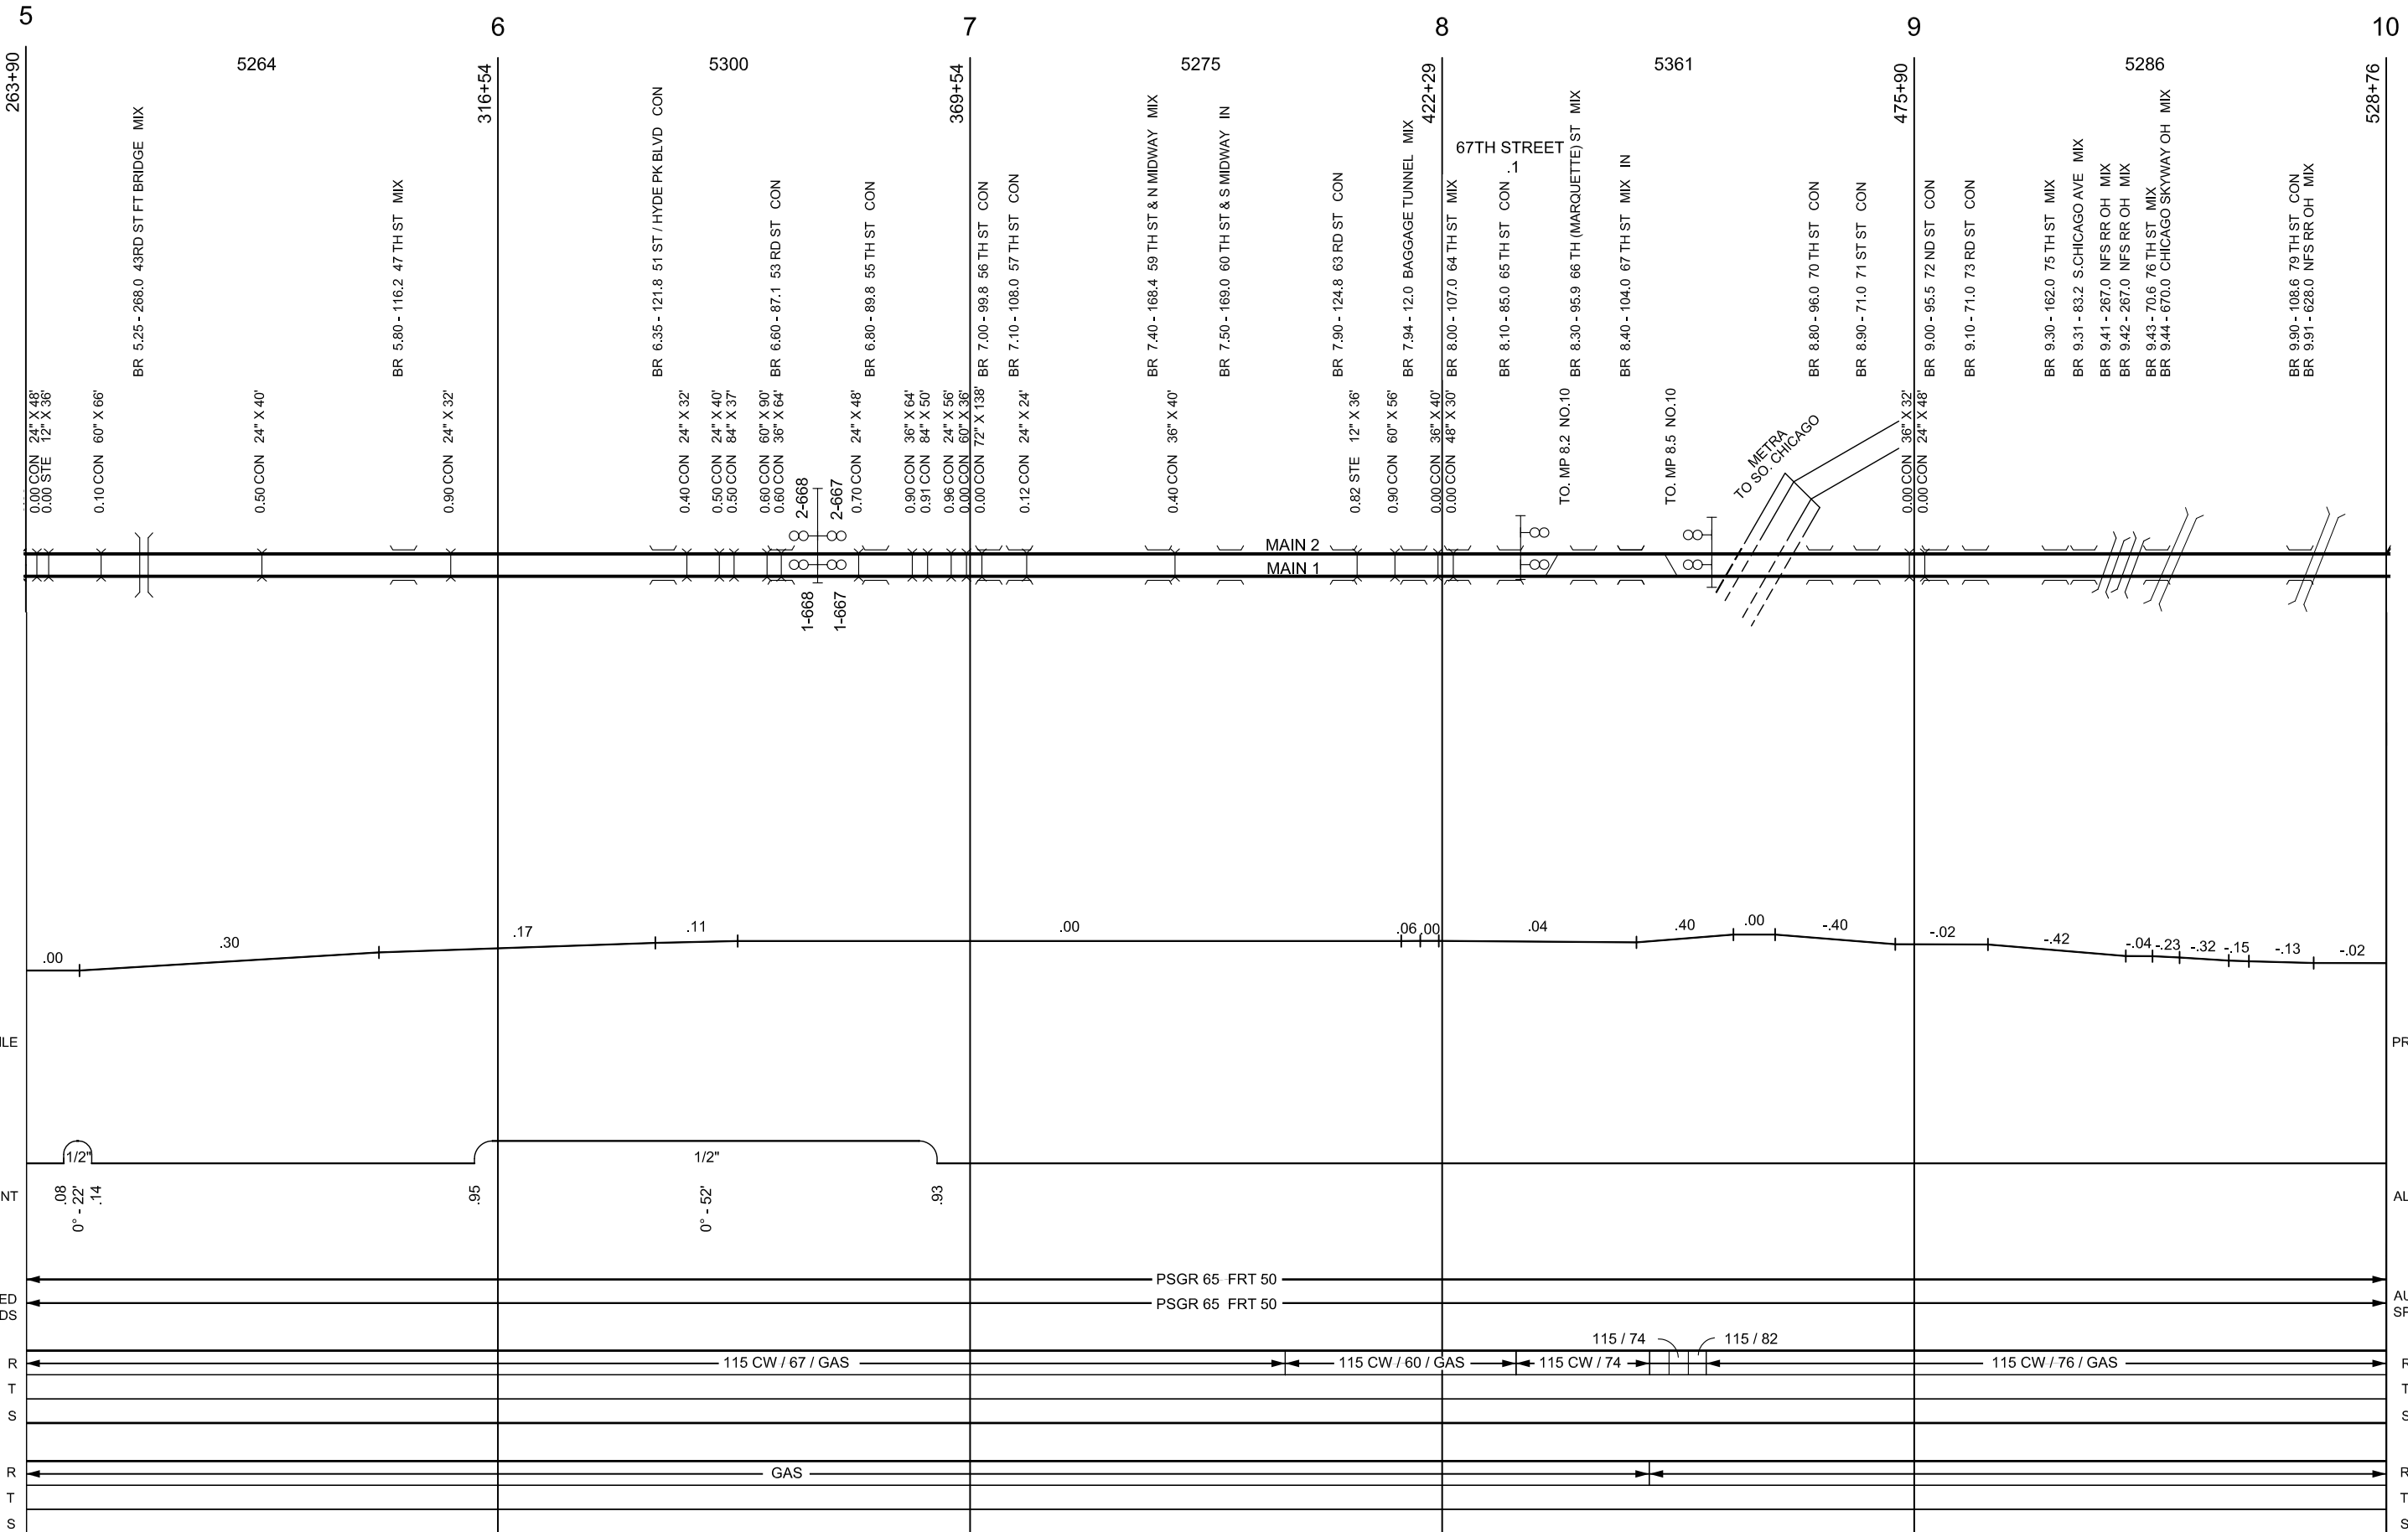 5
6
7
8
9
10
5264
5300
5275
5361
5286
263+90
316+54
369+54
422+29
475+90
528+76
BR 5.25 - 268.0 43RD ST FT BRIDGE MIX
BR 5.80 - 116.2 47 TH ST MIX
BR 6.35 - 121.8 51 ST / HYDE PK BLVD CON
BR 6.60 - 87.1 53 RD ST CON
BR 6.80 - 89.8 55 TH ST CON
BR 7.00 - 99.8 56 TH ST CON
BR 7.10 - 108.0 57 TH ST CON
BR 7.40 - 168.4 59 TH ST & N MIDWAY MIX
BR 7.50 - 169.0 60 TH ST & S MIDWAY IN
BR 7.90 - 124.8 63 RD ST CON
BR 7.94 - 12.0 BAGGAGE TUNNEL MIX
BR 8.00 - 107.0 64 TH ST MIX
67TH STREET
.1
BR 8.10 - 85.0 65 TH ST CON
BR 8.30 - 95.9 66 TH (MARQUETTE) ST MIX
BR 8.40 - 104.0 67 TH ST MIX IN
BR 8.80 - 96.0 70 TH ST CON
BR 8.90 - 71.0 71 ST ST CON
BR 9.00 - 95.5 72 ND ST CON
BR 9.10 - 71.0 73 RD ST CON
BR 9.30 - 162.0 75 TH ST MIX
BR 9.31 - 83.2 S.CHICAGO AVE MIX
BR 9.41 - 267.0 NFS RR OH MIX
BR 9.42 - 267.0 NFS RR OH MIX
BR 9.43 - 70.6 76 TH ST MIX
BR 9.44 - 670.0 CHICAGO SKYWAY OH MIX
BR 9.90 - 108.6 79 TH ST CON
BR 9.91 - 628.0 NFS RR OH MIX
0.00 CON 24" X 48'
0.00 STE 12" X 36'
0.10 CON 60" X 66'
0.50 CON 24" X 40'
0.90 CON 24" X 32'
0.40 CON 24" X 32'
0.50 CON 24" X 40'
0.50 CON 84" X 37'
0.60 CON 60" X 90'
0.60 CON 36" X 64'
2-668
2-667
0.70 CON 24" X 48'
0.90 CON 36" X 64'
0.91 CON 84" X 50'
0.96 CON 24" X 56'
0.00 CON 60" X 36'
0.00 CON 72" X 138'
0.12 CON 24" X 24'
0.40 CON 36" X 40'
0.82 STE 12" X 36'
0.90 CON 60" X 56'
0.00 CON 36" X 40'
0.00 CON 48" X 30'
TO. MP 8.2 NO.10
TO. MP 8.5 NO.10
METRA
TO SO. CHICAGO
0.00 CON 36" X 32'
0.00 CON 24" X 48'
MAIN 2
MAIN 1
1-668
1-667
.00
.30
.17
.11
.00
.06
.00
.04
.40
.00
-.40
-.02
-.42
-.04
-.23
-.32
-.15
-.13
-.02
ILE
PR
1/2"
1/2"
NT
.08
0° - 22'
.14
.95
0° - 52'
.93
AL
PSGR 65 FRT 50
ED
DS
PSGR 65 FRT 50
AU
SP
115 / 74
115 / 82
R
115 CW / 67 / GAS
115 CW / 60 / GAS
115 CW / 74
115 CW / 76 / GAS
R
T
T
S
S
R
GAS
R
T
T
S
S